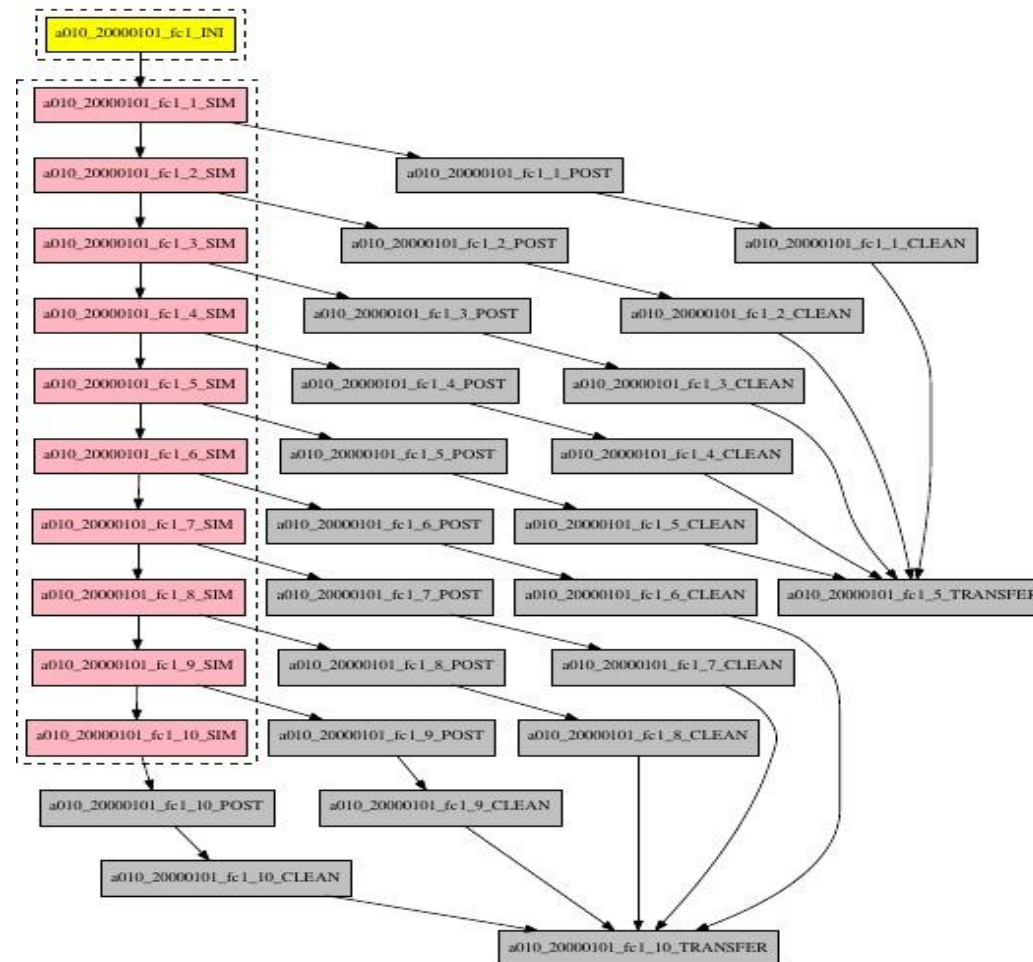 a010_20000101_fc1_INI
a010_20000101_fc1_1_SIM
a010_20000101_fc1_2_SIM
a010_20000101_fc1_1_POST
a010_20000101_fc1_3_SIM
a010_20000101_fc1_2_POST
a010_20000101_fc1_1_CLEAN
a010_20000101_fc1_4_SIM
a010_20000101_fc1_3_POST
a010_20000101_fc1_2_CLEAN
a010_20000101_fc1_5_SIM
a010_20000101_fc1_4_POST
a010_20000101_fc1_3_CLEAN
a010_20000101_fc1_6_SIM
a010_20000101_fc1_5_POST
a010_20000101_fc1_4_CLEAN
a010_20000101_fc1_7_SIM
a010_20000101_fc1_6_POST
a010_20000101_fc1_5_CLEAN
a010_20000101_fc1_8_SIM
a010_20000101_fc1_7_POST
a010_20000101_fc1_6_CLEAN
a010_20000101_fc1_5_TRANSFER
a010_20000101_fc1_9_SIM
a010_20000101_fc1_8_POST
a010_20000101_fc1_7_CLEAN
a010_20000101_fc1_10_SIM
a010_20000101_fc1_9_POST
a010_20000101_fc1_8_CLEAN
a010_20000101_fc1_10_POST
a010_20000101_fc1_9_CLEAN
a010_20000101_fc1_10_CLEAN
a010_20000101_fc1_10_TRANSFER